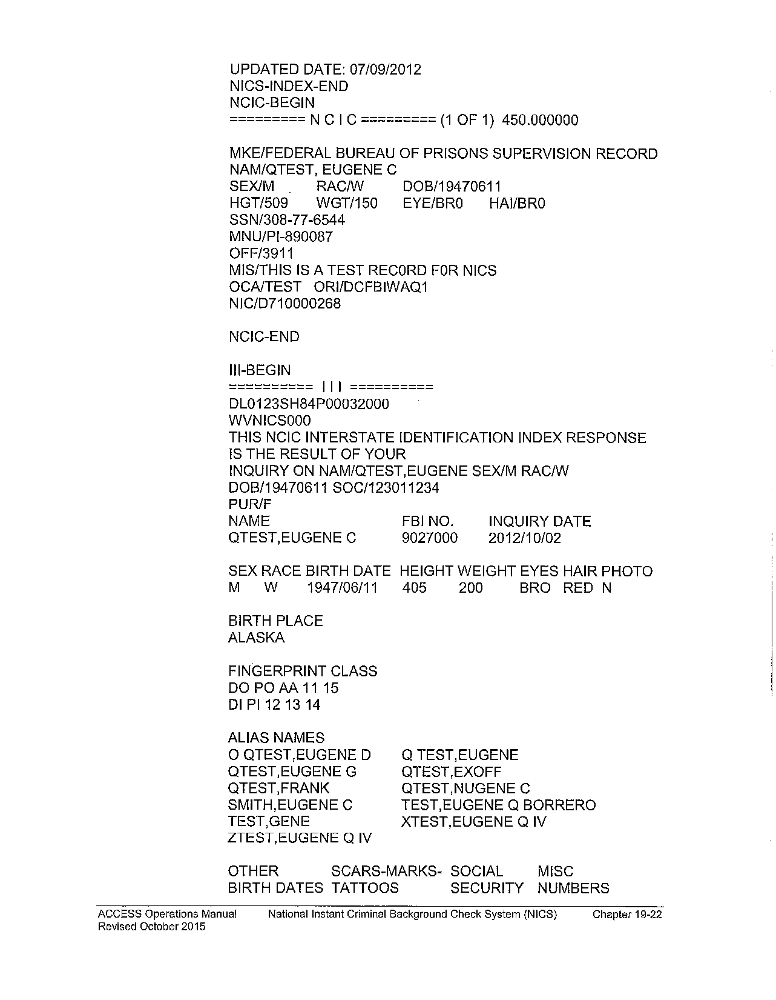 UPDATED DATE: 07/09/2012
NICS-INDEX-END
NCIC-BEGIN
========= N C I C ========= (1 OF 1) 450.000000
MKE/FEDERAL BUREAU OF PRISONS SUPERVISION RECORD
NAM/QTEST, EUGENE C
SEX/M RAC/W DOB/19470611
HGT/509 WGT/150 EYE/BRO HAI/BRO
SSN/308-77-6544
MNU/PI-890087
OFF/3911
MIS/THIS IS A TEST RECORD FOR NICS
OCA/TEST ORI/DCFBIWAQ1
NIC/D710000268
NCIC-END
III-BEGIN
========== III ==========
DL0123SH84P00032000
WVNICSOOO
THIS NCIC INTERSTATE IDENTIFICATION INDEX RESPONSE
IS THE RESULT OF YOUR
INQUIRY ON NAM/QTEST,EUGENE SEX/M RAC/W
DOB/19470611 SOC/123011234
PUR/F
NAME FBI NO. INQUIRY DATE
QTEST,EUGENE C 9027000 2012/10/02
SEX RACE BIRTH DATE HEIGHT WEIGHT EYES HAIR PHOTO
M W 1947/06/11 405 200 BRO RED N
BIRTH PLACE
ALASKA
FINGERPRINT CLASS
DO PO AA 11 15
DI PI 12 13 14
ALIAS NAMES
O QTEST,EUGENE D Q TEST,EUGENE
QTEST,EUGENE G QTEST,EXOFF
QTEST,FRANK QTEST,NUGENE C
SMITH,EUGENE C TEST,EUGENE Q BORRERO
TEST,GENE XTEST,EUGENE Q IV
ZTEST,EUGENE Q IV
OTHER SCARS-MARKS- SOCIAL MISC
BIRTH DATES TATTOOS SECURITY NUMBERS
ACCESS Operations Manual National Instant Criminal Background Check System (NICS) Chapter 19-22
Revised October 2015